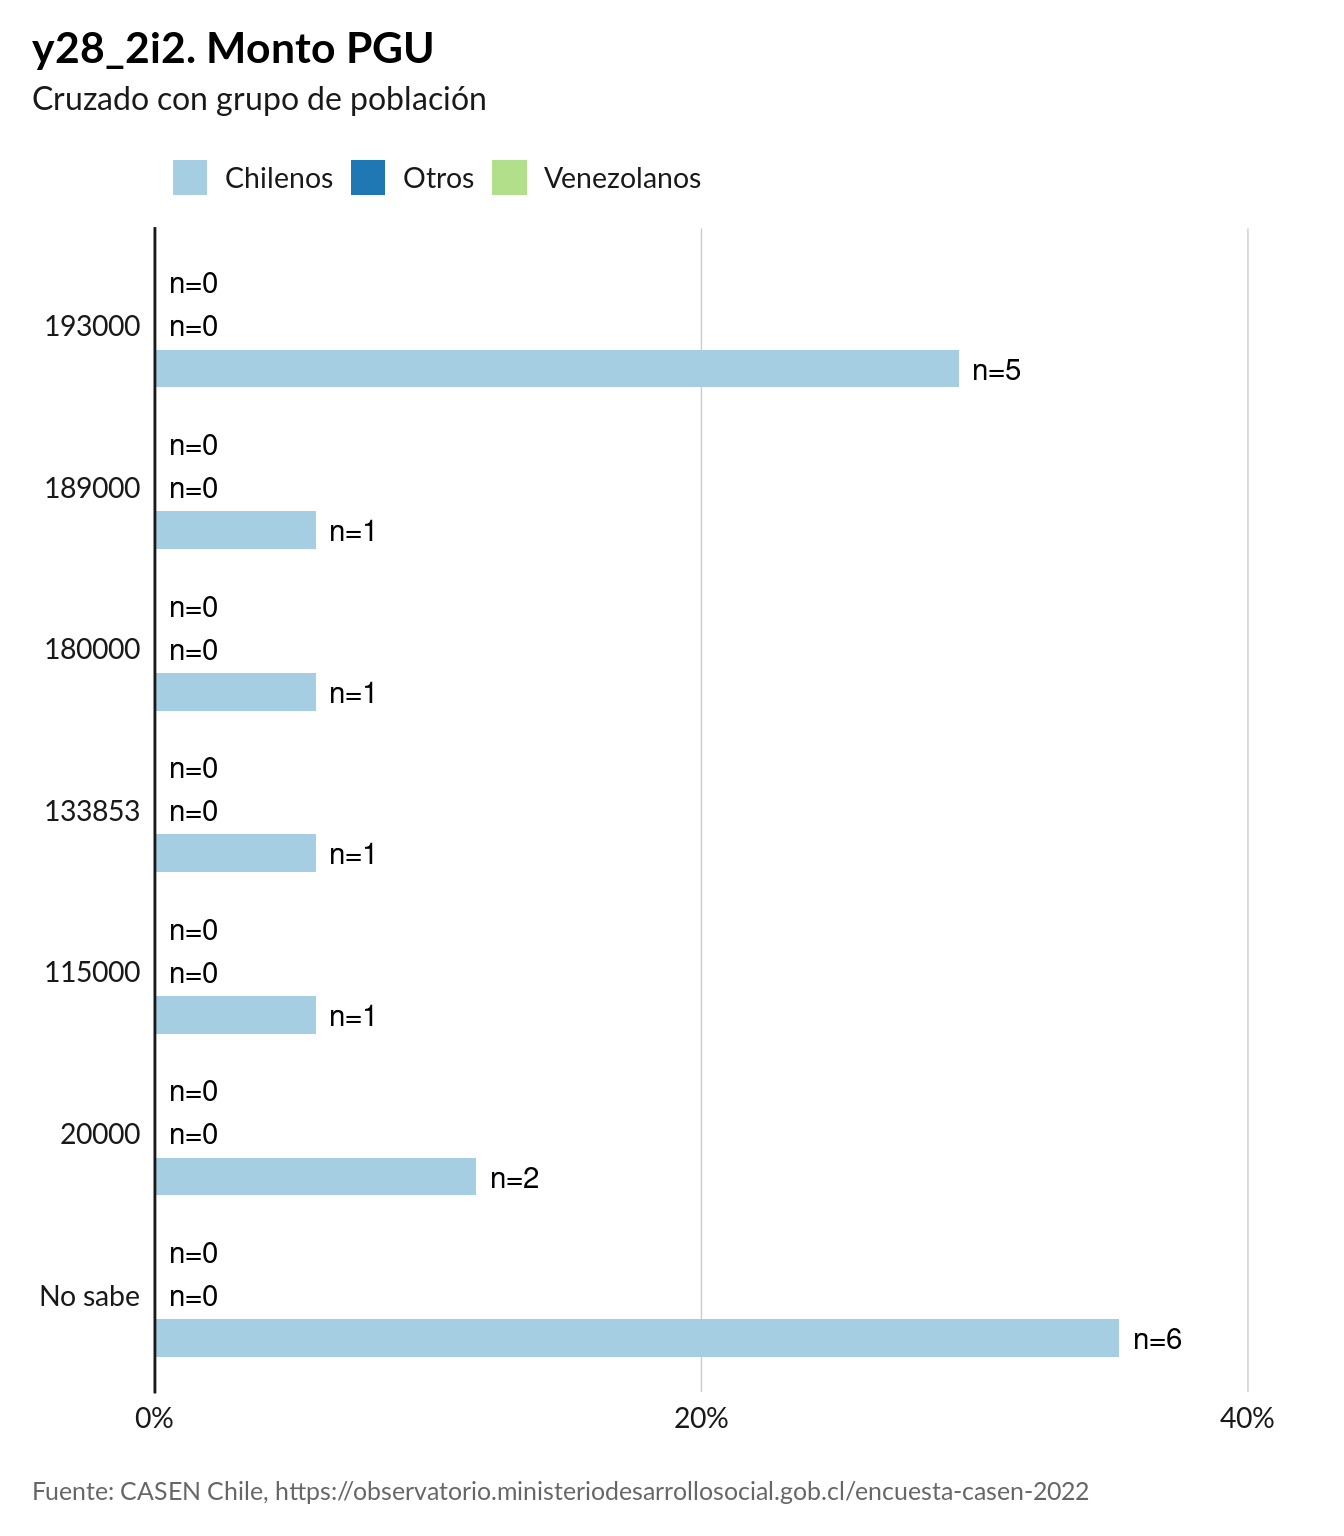 y28_2i2. Monto PGU
Cruzado con grupo de población
Chilenos Otros Venezolanos
n=0
193000 n=0
n=5
n=0
189000 n=0
n=1
n=0
180000 n=0
n=1
n=0
133853 n=0
n=1
n=0
115000 n=0
n=1
n=0
20000 n=0
n=2
n=0
No sabe n=0
n=6
0% 20% 40%
Fuente: CASEN Chile, https://observatorio.ministeriodesarrollosocial.gob.cl/encuesta-casen-2022